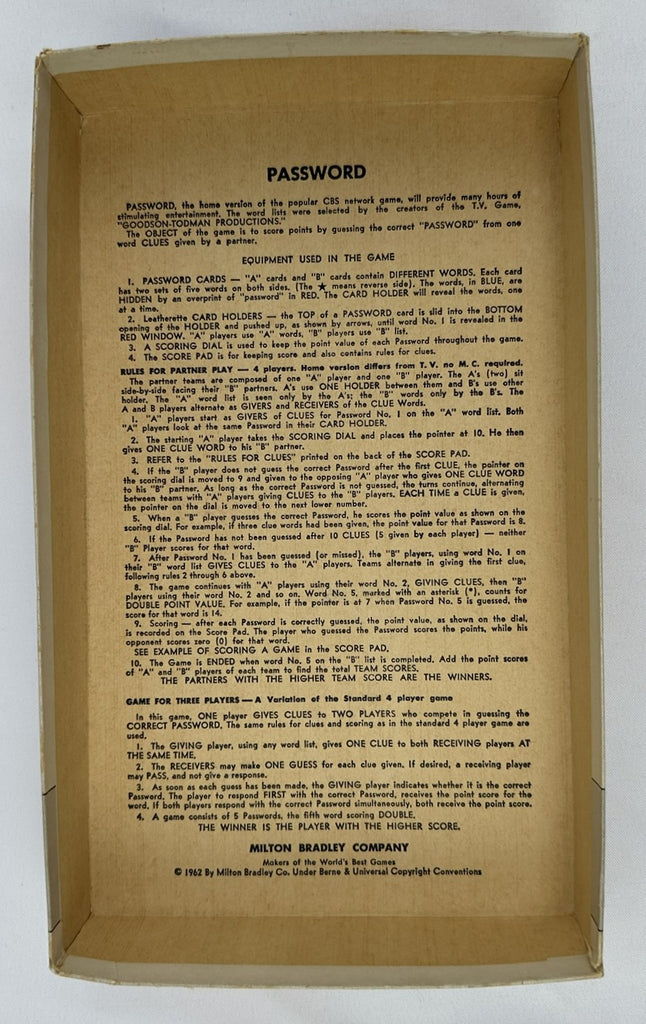 PASSWORD
PASSWORD, the home version of the popular CBS network game, will provide many hours of
stimulating entertainment. The word lists were selected by the creators of the T.V. Game,
"GOODSON-TODMAN PRODUCTIONS."
The OBJECT of the game is to score points by guessing the correct "PASSWORD" from one
word CLUES given by a partner.
EQUIPMENT USED IN THE GAME
1. PASSWORD CARDS — "A" cards and "B" cards contain DIFFERENT WORDS. Each card
has two sets of five words on both sides. (The ★ means reverse side). The words, in BLUE, are
HIDDEN by an overprint of "password" in RED. The CARD HOLDER will reveal the words, one
at a time.
2. Leatherette CARD HOLDERS — the TOP of a PASSWORD card is slid into the BOTTOM
opening of the HOLDER and pushed up, as shown by arrows, until word No. 1 is revealed in the
RED WINDOW. "A" players use "A" words, "B" players use "B" list.
3. A SCORING DIAL is used to keep the point value of each Password throughout the game.
4. The SCORE PAD is for keeping score and also contains rules for clues.
RULES FOR PARTNER PLAY — 4 players. Home version differs from T.V. no M.C. required.
The partner teams are composed of one "A" player and one "B" player. The A's (two) sit
side-by-side facing their "B" partners. A's use ONE HOLDER between them and B's use other
holder. The "A" word list is seen only by the A's; the "B" words only by the B's. The
A and B players alternate as GIVERS and RECEIVERS of the CLUE Words.
1. "A" players start as GIVERS of CLUES for Password No. 1 on the "A" word list. Both
"A" players look at the same Password in their CARD HOLDER.
2. The starting "A" player takes the SCORING DIAL and places the pointer at 10. He then
gives ONE CLUE WORD to his "B" partner.
3. REFER to the "RULES FOR CLUES" printed on the back of the SCORE PAD.
4. If the "B" player does not guess the correct Password after the first CLUE, the pointer on
the scoring dial is moved to 9 and given to the opposing "A" player who gives ONE CLUE WORD
to his "B" partner. As long as the correct Password is not guessed, the turns continue, alternating
between teams with "A" players giving CLUES to the "B" players. EACH TIME a CLUE is given,
the pointer on the dial is moved to the next lower number.
5. When a "B" player guesses the correct Password, he scores the point value as shown on the
scoring dial. For example, if three clue words had been given, the point value for that Password is 8.
6. If the Password has not been guessed after 10 CLUES (5 given by each player) — neither
"B" Player scores for that word.
7. After Password No. 1 has been guessed (or missed), the "B" players, using word No. 1 on
their "B" word list GIVES CLUES to the "A" players. Teams alternate in giving the first clue,
following rules 2 through 6 above.
8. The game continues with "A" players using their word No. 2, GIVING CLUES, then "B"
players using their word No. 2 and so on. Word No. 5, marked with an asterisk (*), counts for
DOUBLE POINT VALUE. For example, if the pointer is at 7 when Password No. 5 is guessed, the
score for that word is 14.
9. Scoring — after each Password is correctly guessed, the point value, as shown on the dial,
is recorded on the Score Pad. The player who guessed the Password scores the points, while his
opponent scores zero (0) for that word.
SEE EXAMPLE OF SCORING A GAME in the SCORE PAD.
10. The Game is ENDED when word No. 5 on the "B" list is completed. Add the point scores
of "A" and "B" players of each team to find the total TEAM SCORES.
THE PARTNERS WITH THE HIGHER TEAM SCORE ARE THE WINNERS.
GAME FOR THREE PLAYERS — A Variation of the Standard 4 player game
In this game, ONE player GIVES CLUES to TWO PLAYERS who compete in guessing the
CORRECT PASSWORD. The same rules for clues and scoring as in the standard 4 player game are
used.
1. The GIVING player, using any word list, gives ONE CLUE to both RECEIVING players AT
THE SAME TIME.
2. The RECEIVERS may make ONE GUESS for each clue given. If desired, a receiving player
may PASS, and not give a response.
3. As soon as each guess has been made, the GIVING player indicates whether it is the correct
Password. The player to respond FIRST with the correct Password, receives the point score for the
word. If both players respond with the correct Password simultaneously, both receive the point score.
4. A game consists of 5 Passwords, the fifth word scoring DOUBLE.
THE WINNER IS THE PLAYER WITH THE HIGHER SCORE.
MILTON BRADLEY COMPANY
Makers of the World's Best Games
© 1962 By Milton Bradley Co. Under Berne & Universal Copyright Conventions